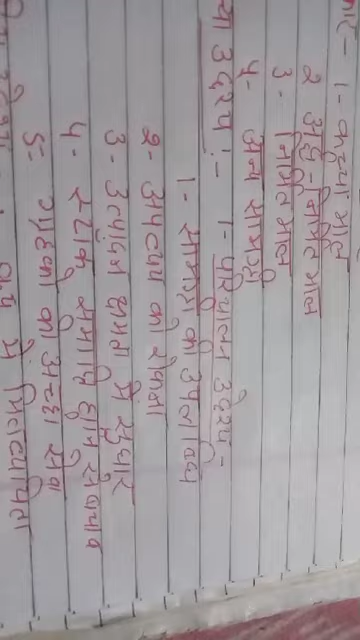 कार - 1 - कच्चा माल
2 अर्द्ध - निर्मित माल
3 - निर्मित माल
4 - अन्य सामग्री
उद्देश्य :- 1 - परिचालन उद्देश्य -
1 - सामग्री की उपलब्धि
2 - अपव्यय को रोकना
3 - उत्पादन क्षमता में सुधार
4 - स्टॉक समाप्ति होने से बचाव
5 - ग्राहकों को अच्छी सेवा
में मितव्ययिता